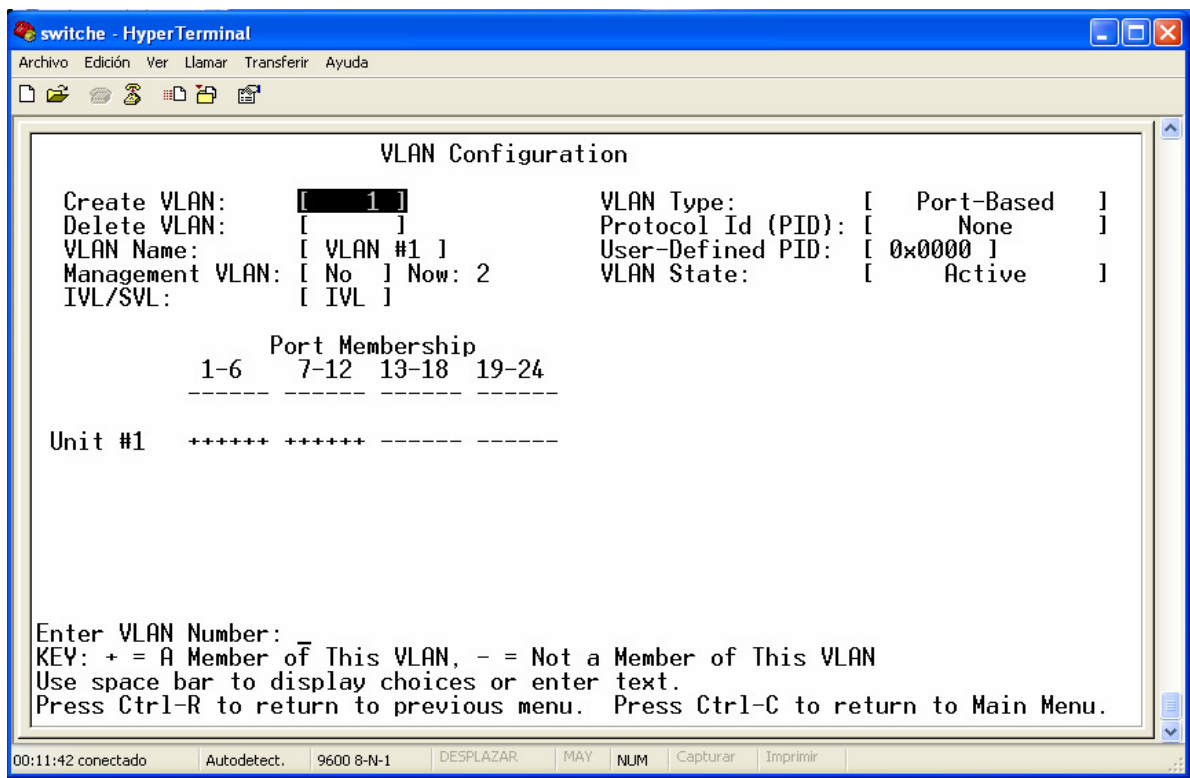 switche - HyperTerminal
Archivo Edición Ver Llamar Transferir Ayuda
VLAN Configuration
Create VLAN: [ 1 ] VLAN Type: [ Port-Based ]
Delete VLAN: [ ] Protocol Id (PID): [ None ]
VLAN Name: [ VLAN #1 ] User-Defined PID: [ 0x0000 ]
Management VLAN: [ No ] Now: 2 VLAN State: [ Active ]
IVL/SVL: [ IVL ]
Port Membership
1-6 7-12 13-18 19-24
------ ------ ------ ------
Unit #1 ++++++ ++++++ ------ ------
Enter VLAN Number: _
KEY: + = A Member of This VLAN, - = Not a Member of This VLAN
Use space bar to display choices or enter text.
Press Ctrl-R to return to previous menu. Press Ctrl-C to return to Main Menu.
00:11:42 conectado Autodetect. 9600 8-N-1 DESPLAZAR MAY NUM Capturar Imprimir